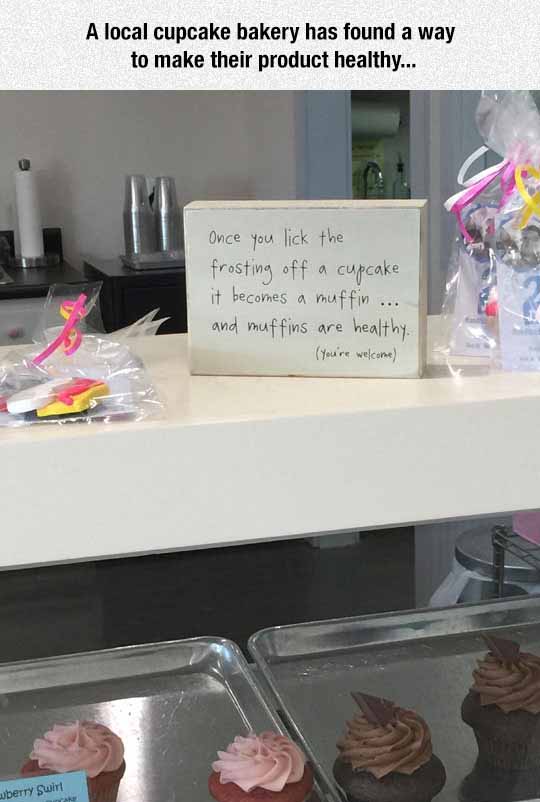 A local cupcake bakery has found a way
to make their product healthy...
Once you lick the
frosting off a cupcake
it becomes a muffin ...
and muffins are healthy.
(you're welcome)
Swirl